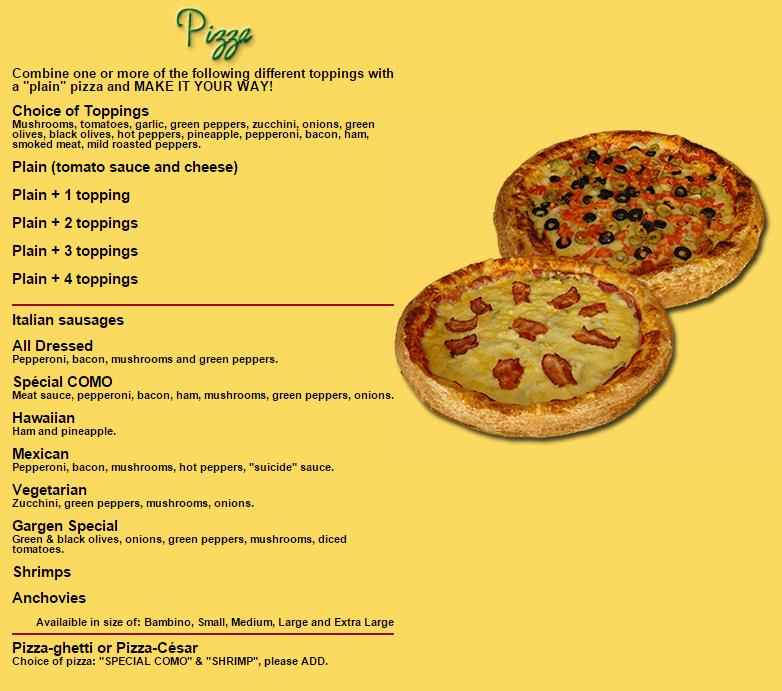 Pizza
Combine one or more of the following different toppings with
a "plain" pizza and MAKE IT YOUR WAY!
Choice of Toppings
Mushrooms, tomatoes, garlic, green peppers, zucchini, onions, green
olives, black olives, hot peppers, pineapple, pepperoni, bacon, ham,
smoked meat, mild roasted peppers.
Plain (tomato sauce and cheese)
Plain + 1 topping
Plain + 2 toppings
Plain + 3 toppings
Plain + 4 toppings
Italian sausages
All Dressed
Pepperoni, bacon, mushrooms and green peppers.
Spécial COMO
Meat sauce, pepperoni, bacon, ham, mushrooms, green peppers, onions.
Hawaiian
Ham and pineapple.
Mexican
Pepperoni, bacon, mushrooms, hot peppers, "suicide" sauce.
Vegetarian
Zucchini, green peppers, mushrooms, onions.
Gargen Special
Green & black olives, onions, green peppers, mushrooms, diced
tomatoes.
Shrimps
Anchovies
Availaible in size of: Bambino, Small, Medium, Large and Extra Large
Pizza-ghetti or Pizza-César
Choice of pizza: "SPECIAL COMO" & "SHRIMP", please ADD.